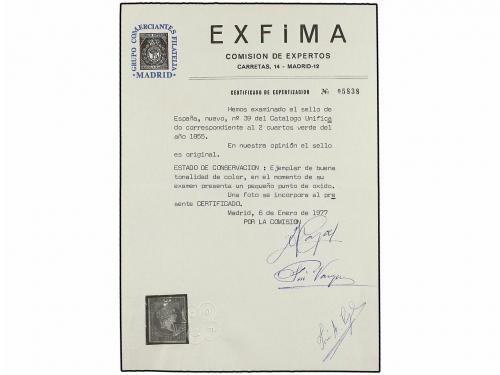 GRUPO COMERCIANTES FILATELIA
MADRID
EXFiMA
COMISION DE EXPERTOS
CARRETAS, 14 - MADRID-12
CERTIFICADO DE EXPERTIZACION Nº 05838
Hemos examinado el sello de
España, nuevo, nº 39 del Catalogo Unifica
do correspondiente al 2 cuartos verde del
año 1855.
En nuestra opinión el sello
es original.
ESTADO DE CONSERVACION : Ejemplar de buena
tonalidad de color, en el momento de su
examen presenta un pequeño punto de oxido.
Una foto se incorpora al pre
sente CERTIFICADO.
Madrid, 6 de Enero de 1977
POR LA COMISION